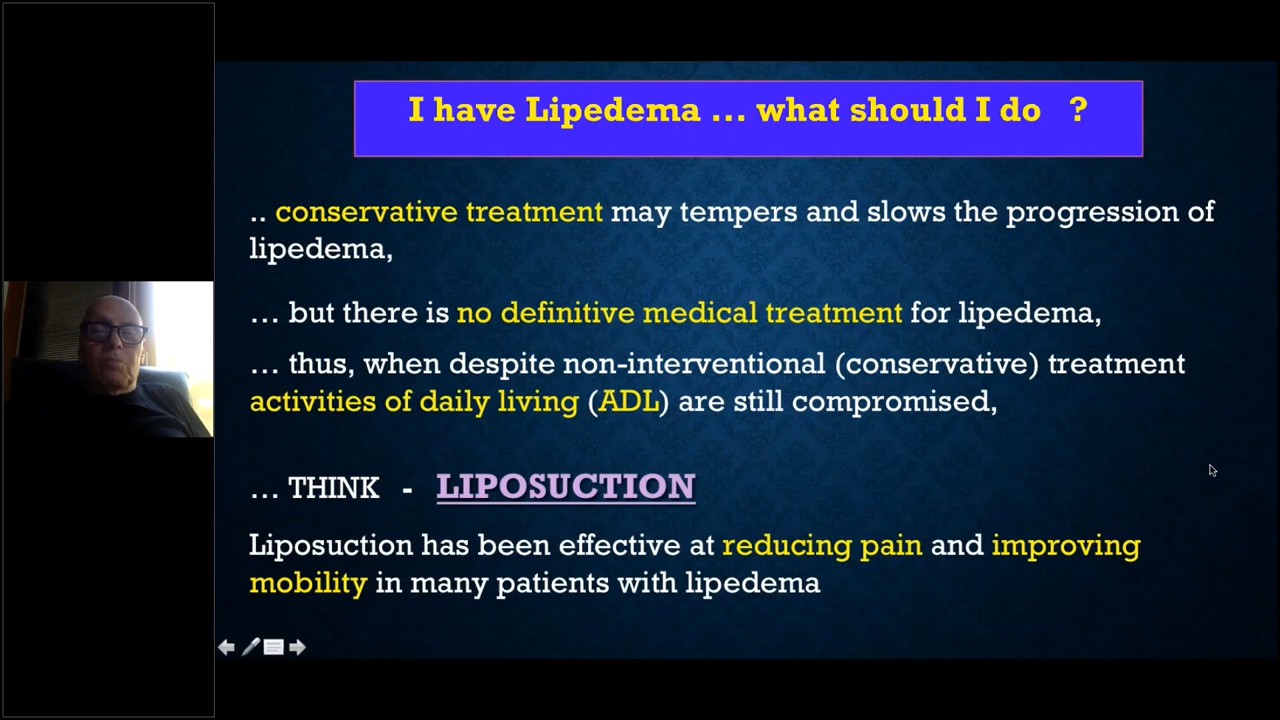 I have Lipedema ... what should I do ?
.. conservative treatment may tempers and slows the progression of
lipedema,
... but there is no definitive medical treatment for lipedema,
... thus, when despite non-interventional (conservative) treatment
activities of daily living (ADL) are still compromised,
... THINK - LIPOSUCTION
Liposuction has been effective at reducing pain and improving
mobility in many patients with lipedema